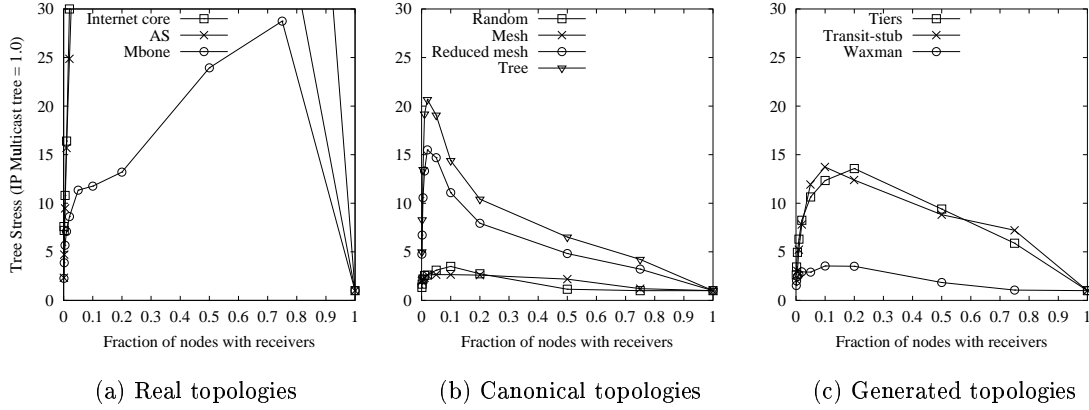 Tree Stress (IP Multicast tree = 1.0)
30
25
20
15
10
5
0
Internet core
AS
Mbone
0 0.1 0.2 0.3 0.4 0.5 0.6 0.7 0.8 0.9 1
Fraction of nodes with receivers
(a) Real topologies
30
25
20
15
10
5
0
Random
Mesh
Reduced mesh
Tree
0 0.1 0.2 0.3 0.4 0.5 0.6 0.7 0.8 0.9 1
Fraction of nodes with receivers
(b) Canonical topologies
30
25
20
15
10
5
0
Tiers
Transit-stub
Waxman
0 0.1 0.2 0.3 0.4 0.5 0.6 0.7 0.8 0.9 1
Fraction of nodes with receivers
(c) Generated topologies